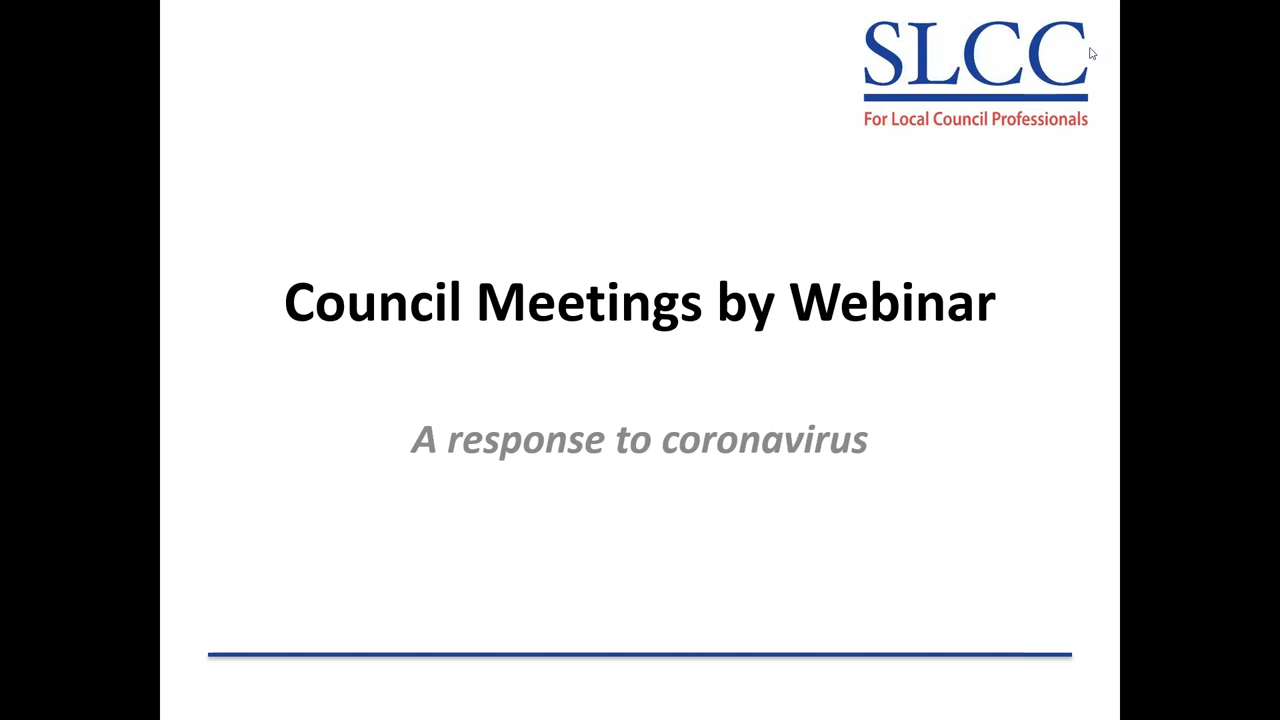 SLCC
For Local Council Professionals
Council Meetings by Webinar
A response to coronavirus